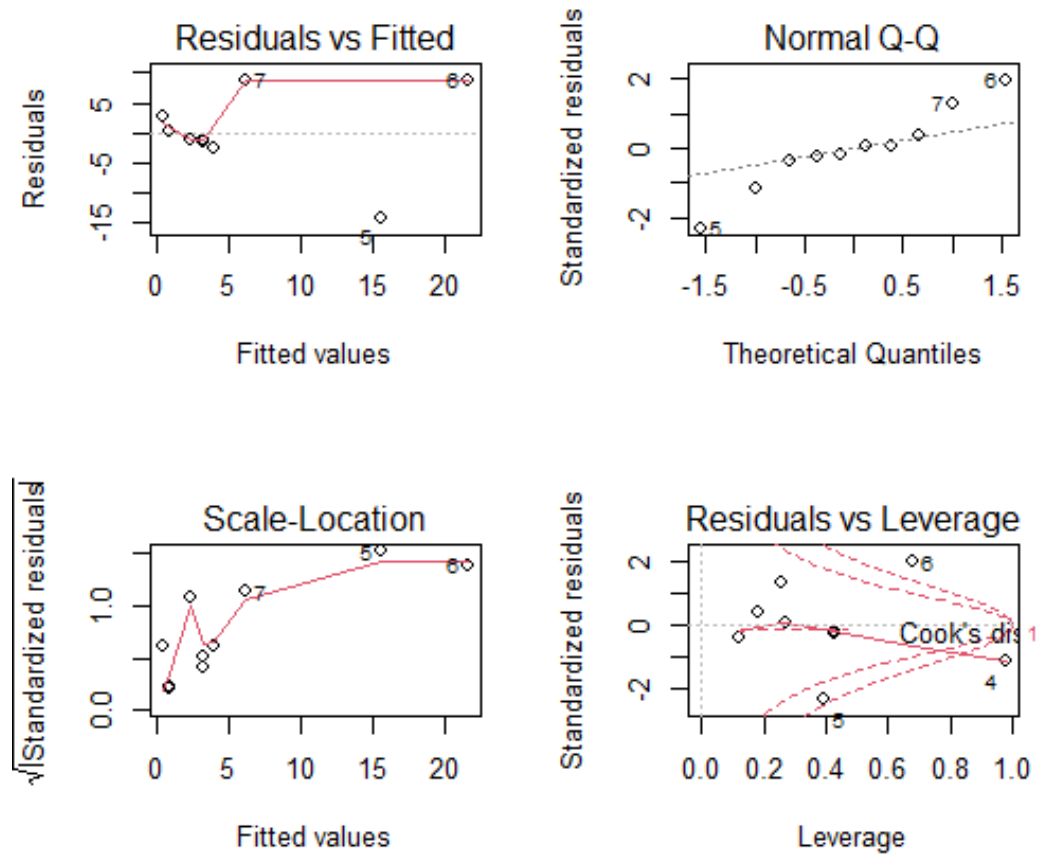 Residuals vs Fitted
Residuals
5
-5
-15
7
6
5
0 5 10 15 20
Fitted values
Normal Q-Q
Standardized residuals
2
0
-2
6
7
5
-1.5 -0.5 0.5 1.5
Theoretical Quantiles
Scale-Location
√|Standardized residuals|
1.0
0.0
5
6
7
0 5 10 15 20
Fitted values
Residuals vs Leverage
Standardized residuals
2
0
-2
6
Cook's dis 1
4
5
0.0 0.2 0.4 0.6 0.8 1.0
Leverage